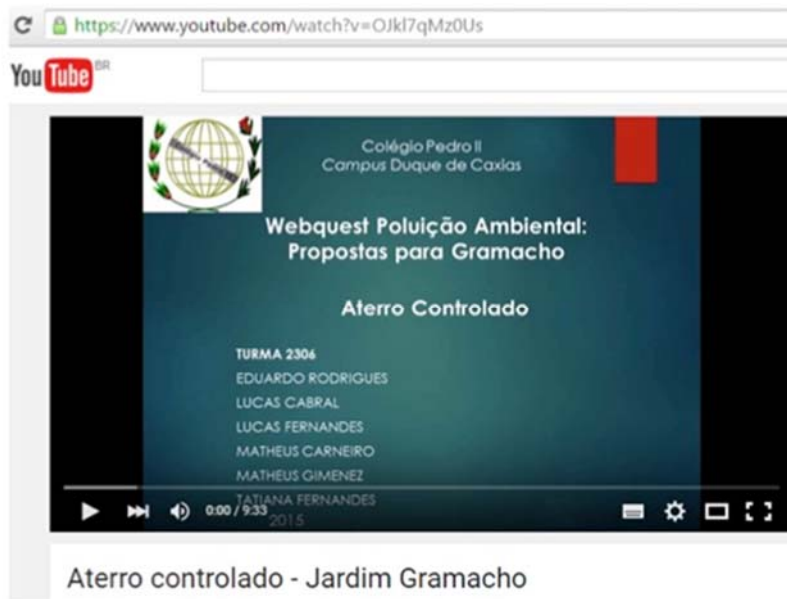 https://www.youtube.com/watch?v=OJkl7qMz0Us
YouTube BR
Colégio Pedro II
Campus Duque de Caxias
Webquest Poluição Ambiental:
Propostas para Gramacho
Aterro Controlado
TURMA 2306
EDUARDO RODRIGUES
LUCAS CABRAL
LUCAS FERNANDES
MATHEUS CARNEIRO
MATHEUS GIMENEZ
TATIANA FERNANDES
0:00 / 9:33
2015
Aterro controlado - Jardim Gramacho